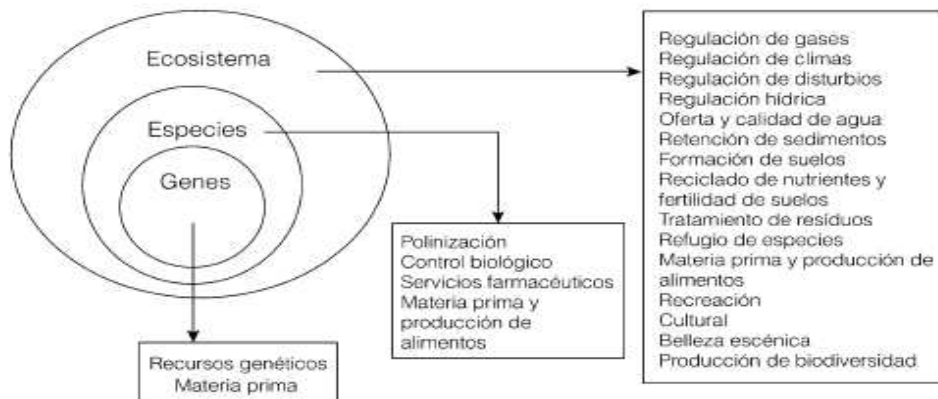 Ecosistema
Especies
Genes
Recursos genéticos
Materia prima
Polinización
Control biológico
Servicios farmacéuticos
Materia prima y
producción de
alimentos
Regulación de gases
Regulación de climas
Regulación de disturbios
Regulación hídrica
Oferta y calidad de agua
Retención de sedimentos
Formación de suelos
Reciclado de nutrientes y
fertilidad de suelos
Tratamiento de resíduos
Refugio de especies
Materia prima y producción de
alimentos
Recreación
Cultural
Belleza escénica
Producción de biodiversidad